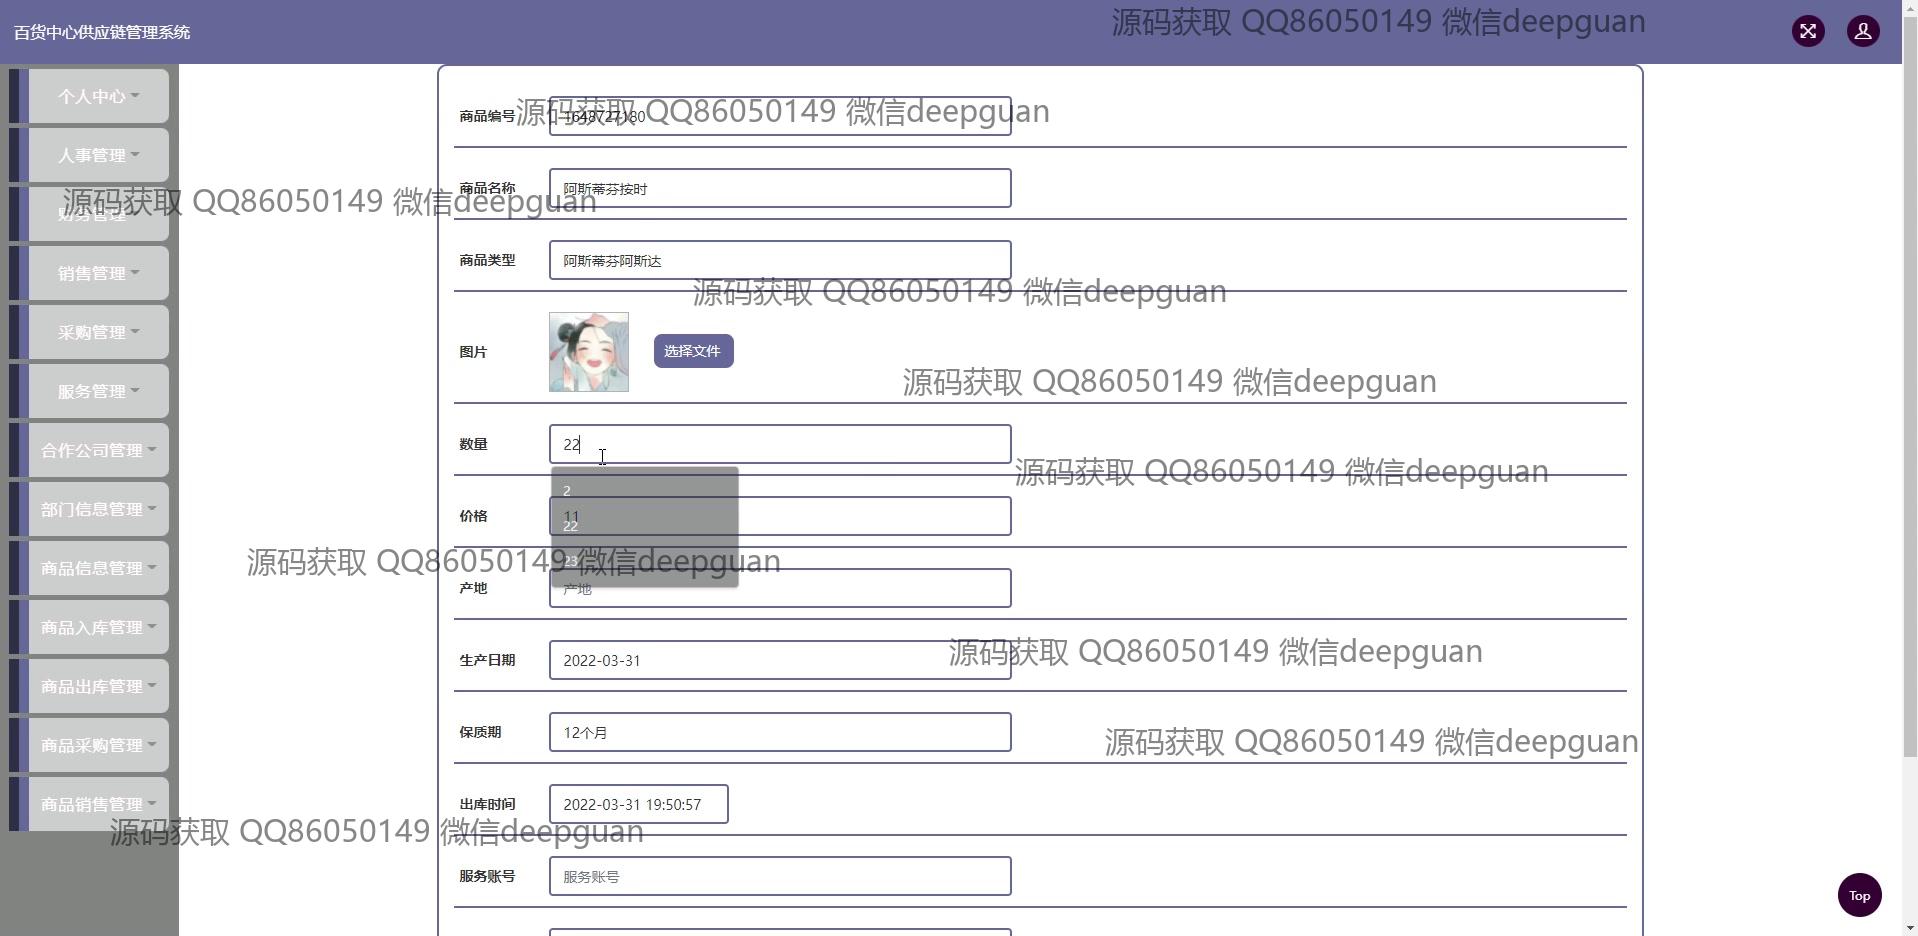 百货中心供应链管理系统
源码获取 QQ86050149 微信deepguan
个人中心
人事管理
财务管理
销售管理
采购管理
服务管理
合作公司管理
部门信息管理
商品信息管理
商品入库管理
商品出库管理
商品采购管理
商品销售管理
商品编号 1648727180
源码获取 QQ86050149 微信deepguan
商品名称 阿斯蒂芬按时
源码获取 QQ86050149 微信deepguan
商品类型 阿斯蒂芬阿斯达
源码获取 QQ86050149 微信deepguan
图片 选择文件
源码获取 QQ86050149 微信deepguan
数量 22
源码获取 QQ86050149 微信deepguan
2
价格 11
22
23
源码获取 QQ86050149 微信deepguan
产地 产地
生产日期 2022-03-31
源码获取 QQ86050149 微信deepguan
保质期 12个月
源码获取 QQ86050149 微信deepguan
出库时间 2022-03-31 19:50:57
源码获取 QQ86050149 微信deepguan
服务账号 服务账号
Top